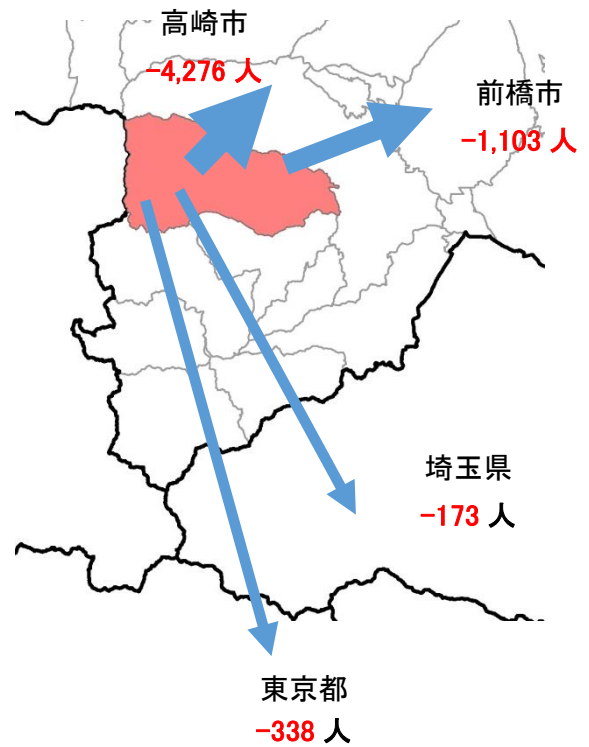 高崎市
-4,276 人
前橋市
-1,103 人
埼玉県
-173 人
東京都
-338 人